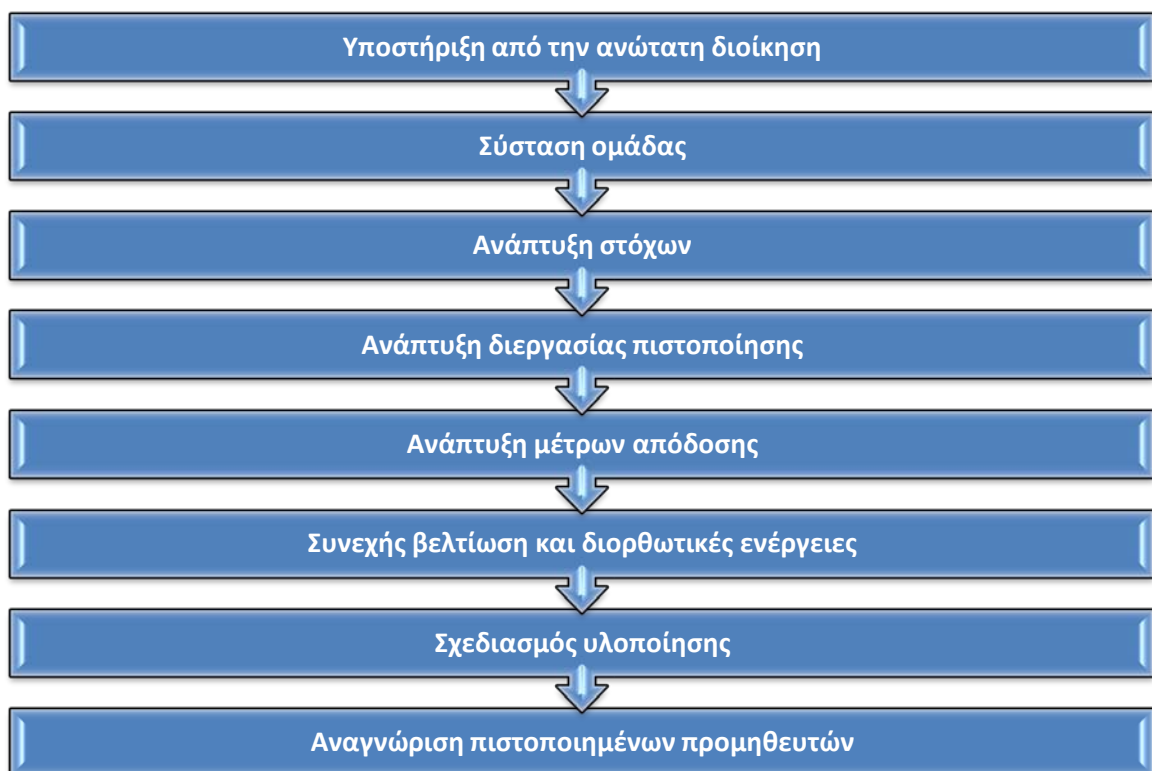 Υποστήριξη από την ανώτατη διοίκηση
Σύσταση ομάδας
Ανάπτυξη στόχων
Ανάπτυξη διεργασίας πιστοποίησης
Ανάπτυξη μέτρων απόδοσης
Συνεχής βελτίωση και διορθωτικές ενέργειες
Σχεδιασμός υλοποίησης
Αναγνώριση πιστοποιημένων προμηθευτών